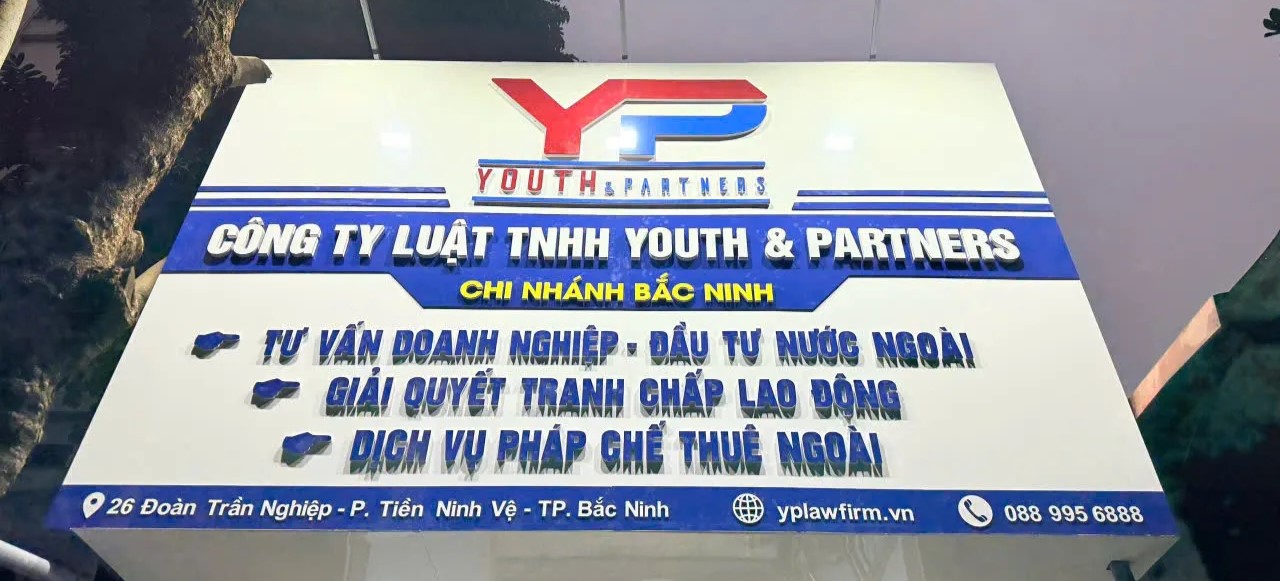 YP
YOUTH & PARTNERS
CÔNG TY LUẬT TNHH YOUTH & PARTNERS
CHI NHÁNH BẮC NINH
TƯ VẤN DOANH NGHIỆP - ĐẦU TƯ NƯỚC NGOÀI
GIẢI QUYẾT TRANH CHẤP LAO ĐỘNG
DỊCH VỤ PHÁP CHẾ THUÊ NGOÀI
26 Đoàn Trần Nghiệp - P. Tiền Ninh Vệ - TP. Bắc Ninh yplawfirm.vn 088 995 6888